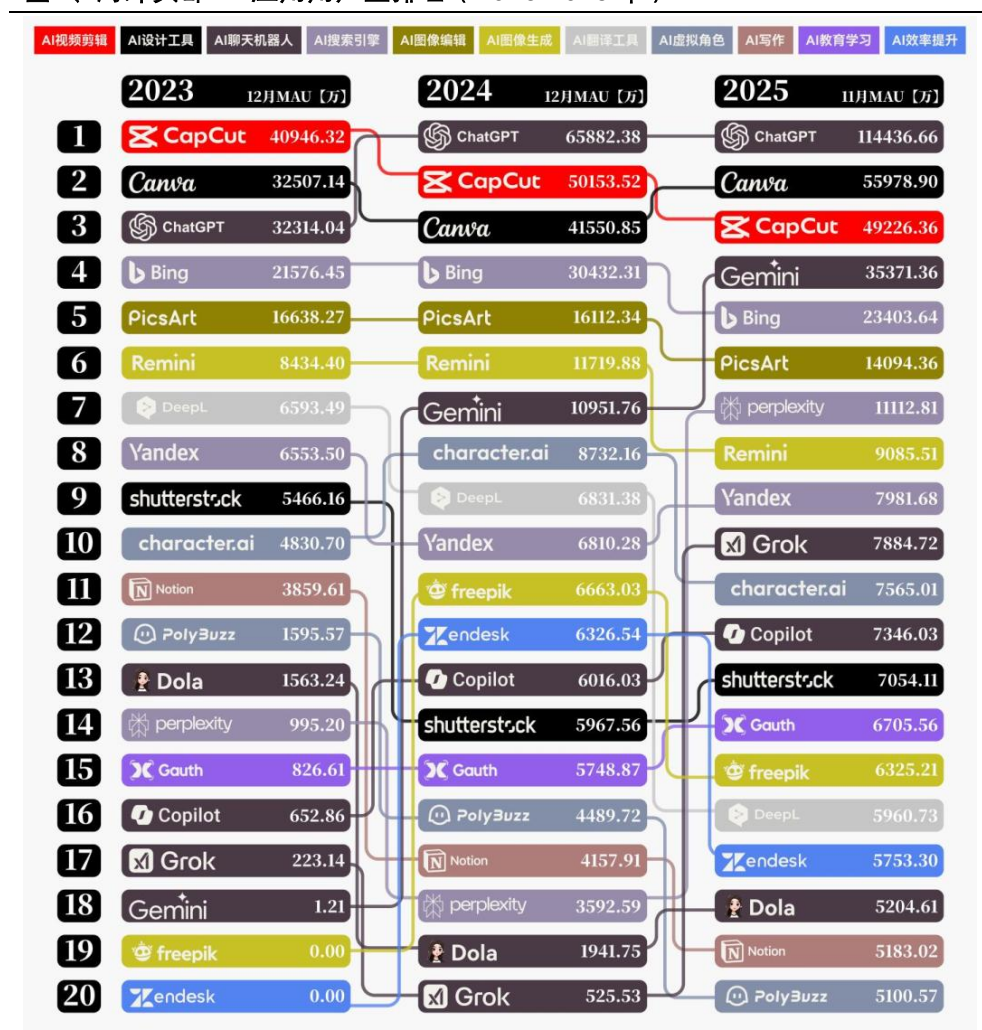 AI视频剪辑 AI设计工具 AI聊天机器人 AI搜索引擎 AI图像编辑 AI图像生成 AI翻译工具 AI虚拟角色 AI写作 AI教育学习 AI效率提升
2023 12月MAU【万】 2024 12月MAU【万】 2025 11月MAU【万】
1 CapCut 40946.32 ChatGPT 65882.38 ChatGPT 114436.66
2 Canva 32507.14 CapCut 50153.52 Canva 55978.90
3 ChatGPT 32314.04 Canva 41550.85 CapCut 49226.36
4 Bing 21576.45 Bing 30432.31 Gemini 35371.36
5 PicsArt 16638.27 PicsArt 16112.34 Bing 23403.64
6 Remini 8434.40 Remini 11719.88 PicsArt 14094.36
7 DeepL 6593.49 Gemini 10951.76 perplexity 11112.81
8 Yandex 6553.50 character.ai 8732.16 Remini 9085.51
9 shutterstock 5466.16 DeepL 6831.38 Yandex 7981.68
10 character.ai 4830.70 Yandex 6810.28 Grok 7884.72
11 Notion 3859.61 freepik 6663.03 character.ai 7565.01
12 PolyBuzz 1595.57 Zendesk 6326.54 Copilot 7346.03
13 Dola 1563.24 Copilot 6016.03 shutterstock 7054.11
14 perplexity 995.20 shutterstock 5967.56 Gauth 6705.56
15 Gauth 826.61 Gauth 5748.87 freepik 6325.21
16 Copilot 652.86 PolyBuzz 4489.72 DeepL 5960.73
17 Grok 223.14 Notion 4157.91 Zendesk 5753.30
18 Gemini 1.21 perplexity 3592.59 Dola 5204.61
19 freepik 0.00 Dola 1941.75 Notion 5183.02
20 Zendesk 0.00 Grok 525.53 PolyBuzz 5100.57